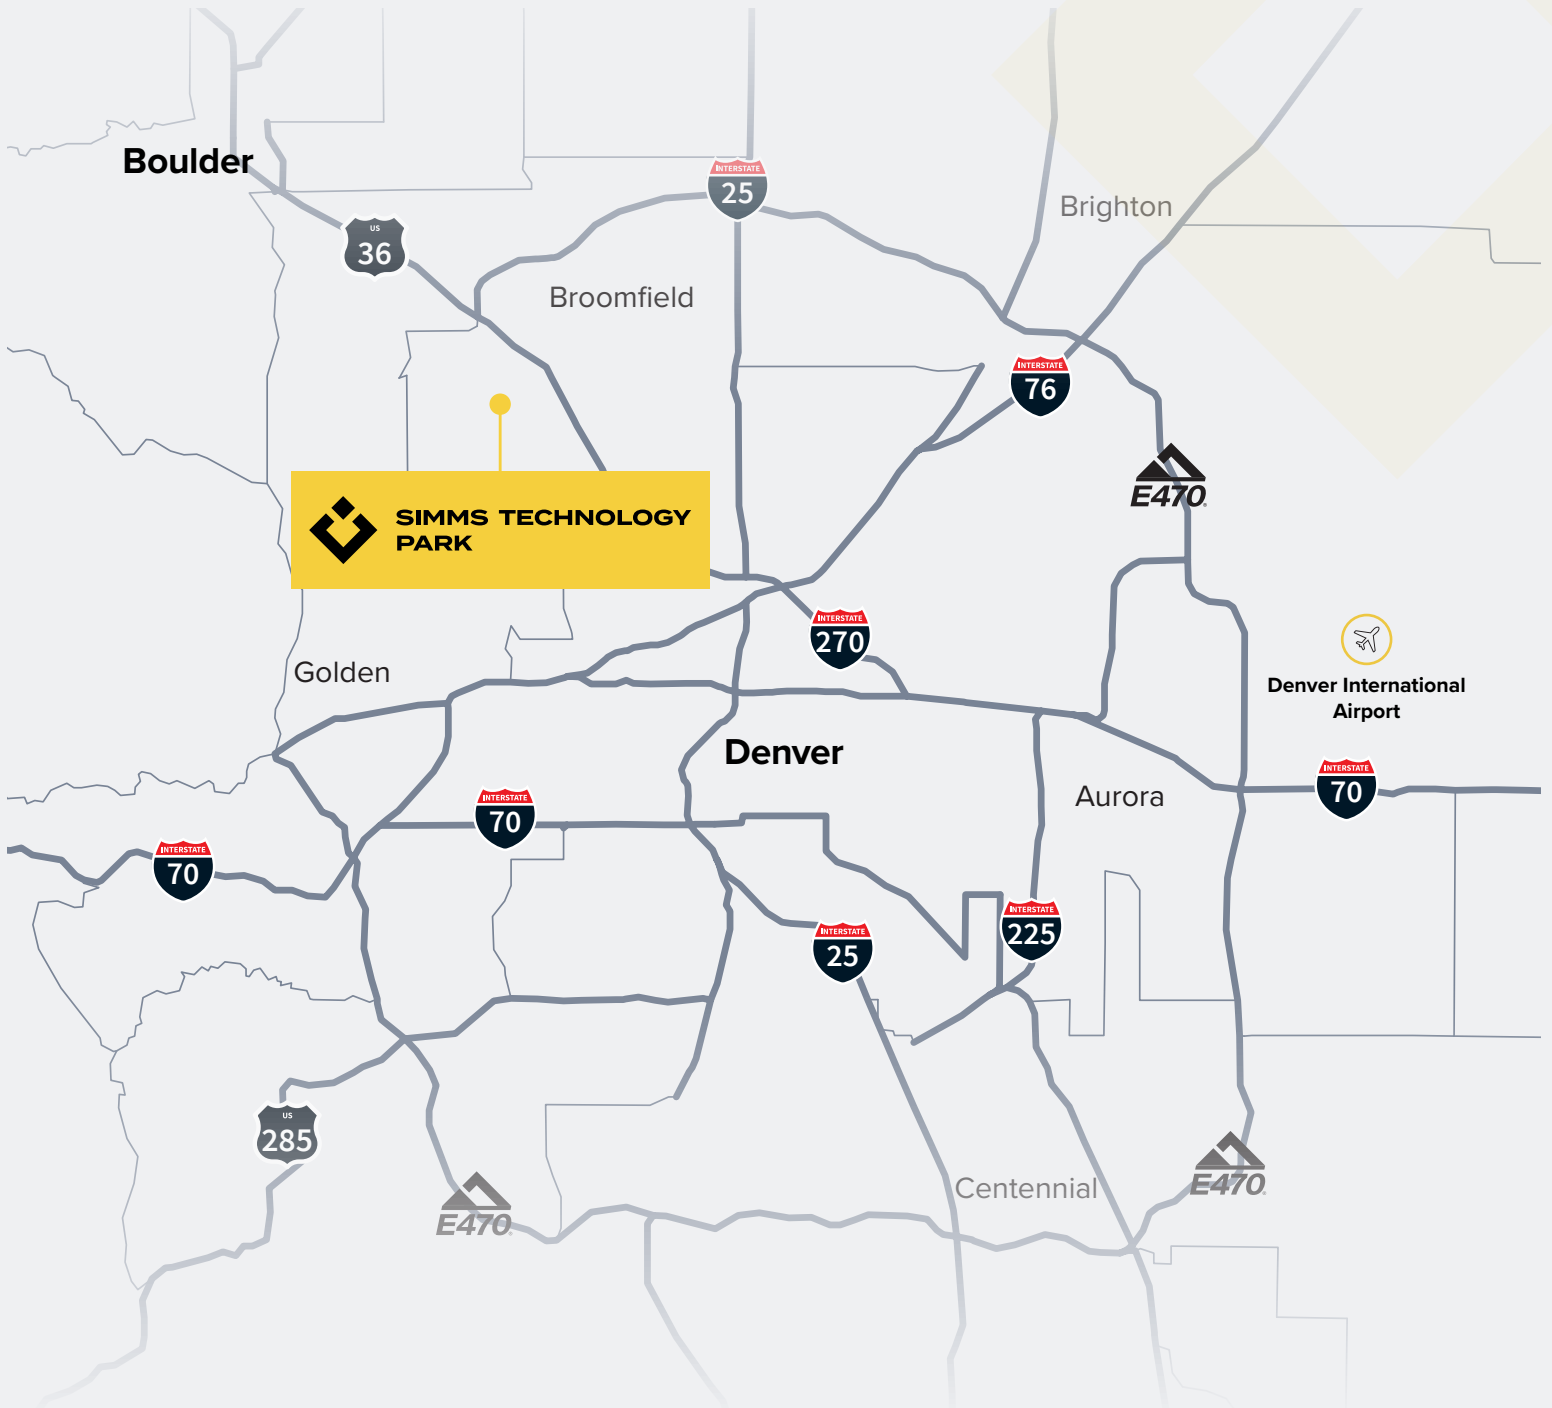 Boulder
INTERSTATE
25
Brighton
US
36
Broomfield
INTERSTATE
76
E470
SIMMS TECHNOLOGY
PARK
INTERSTATE
270
Golden
Denver International
Airport
Denver
INTERSTATE
70
Aurora
INTERSTATE
70
INTERSTATE
70
INTERSTATE
225
INTERSTATE
25
US
285
E470
Centennial
E470